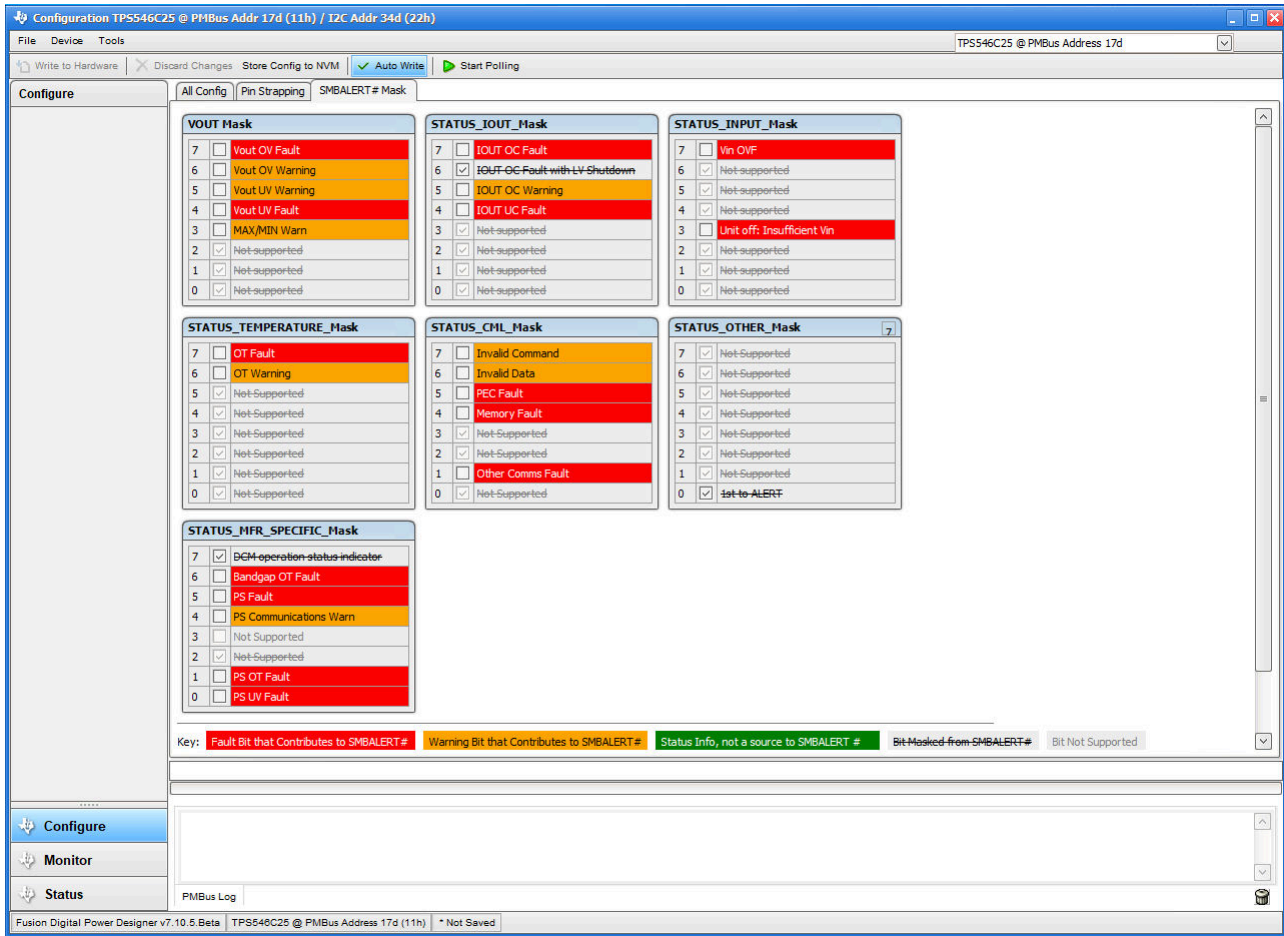 Configuration TPS546C25 @ PMBus Addr 17d (11h) / I2C Addr 34d (22h)
File Device Tools
TPS546C25 @ PMBus Address 17d
Write to Hardware Discard Changes Store Config to NVM Auto Write Start Polling
Configure
All Config Pin Strapping SMBALERT# Mask
VOUT Mask
7 Vout OV Fault
6 Vout OV Warning
5 Vout UV Warning
4 Vout UV Fault
3 MAX/MIN Warn
2 Not supported
1 Not supported
0 Not supported
STATUS_IOUT_Mask
7 IOUT OC Fault
6 IOUT OC Fault with LV Shutdown
5 IOUT OC Warning
4 IOUT UC Fault
3 Not supported
2 Not supported
1 Not supported
0 Not supported
STATUS_INPUT_Mask
7 Vin OVF
6 Not supported
5 Not supported
4 Not supported
3 Unit off: Insufficient Vin
2 Not supported
1 Not supported
0 Not supported
STATUS_TEMPERATURE_Mask
7 OT Fault
6 OT Warning
5 Not Supported
4 Not Supported
3 Not Supported
2 Not Supported
1 Not Supported
0 Not Supported
STATUS_CML_Mask
7 Invalid Command
6 Invalid Data
5 PEC Fault
4 Memory Fault
3 Not Supported
2 Not Supported
1 Other Comms Fault
0 Not Supported
STATUS_OTHER_Mask 7
7 Not Supported
6 Not Supported
5 Not Supported
4 Not Supported
3 Not Supported
2 Not Supported
1 Not Supported
0 1st to ALERT
STATUS_MFR_SPECIFIC_Mask
7 DCM operation status indicator
6 Bandgap OT Fault
5 PS Fault
4 PS Communications Warn
3 Not Supported
2 Not Supported
1 PS OT Fault
0 PS UV Fault
Key: Fault Bit that Contributes to SMBALERT# Warning Bit that Contributes to SMBALERT# Status Info, not a source to SMBALERT # Bit Masked from SMBALERT# Bit Not Supported
Configure
Monitor
Status
PMBus Log
Fusion Digital Power Designer v7.10.5.Beta TPS546C25 @ PMBus Address 17d (11h) * Not Saved